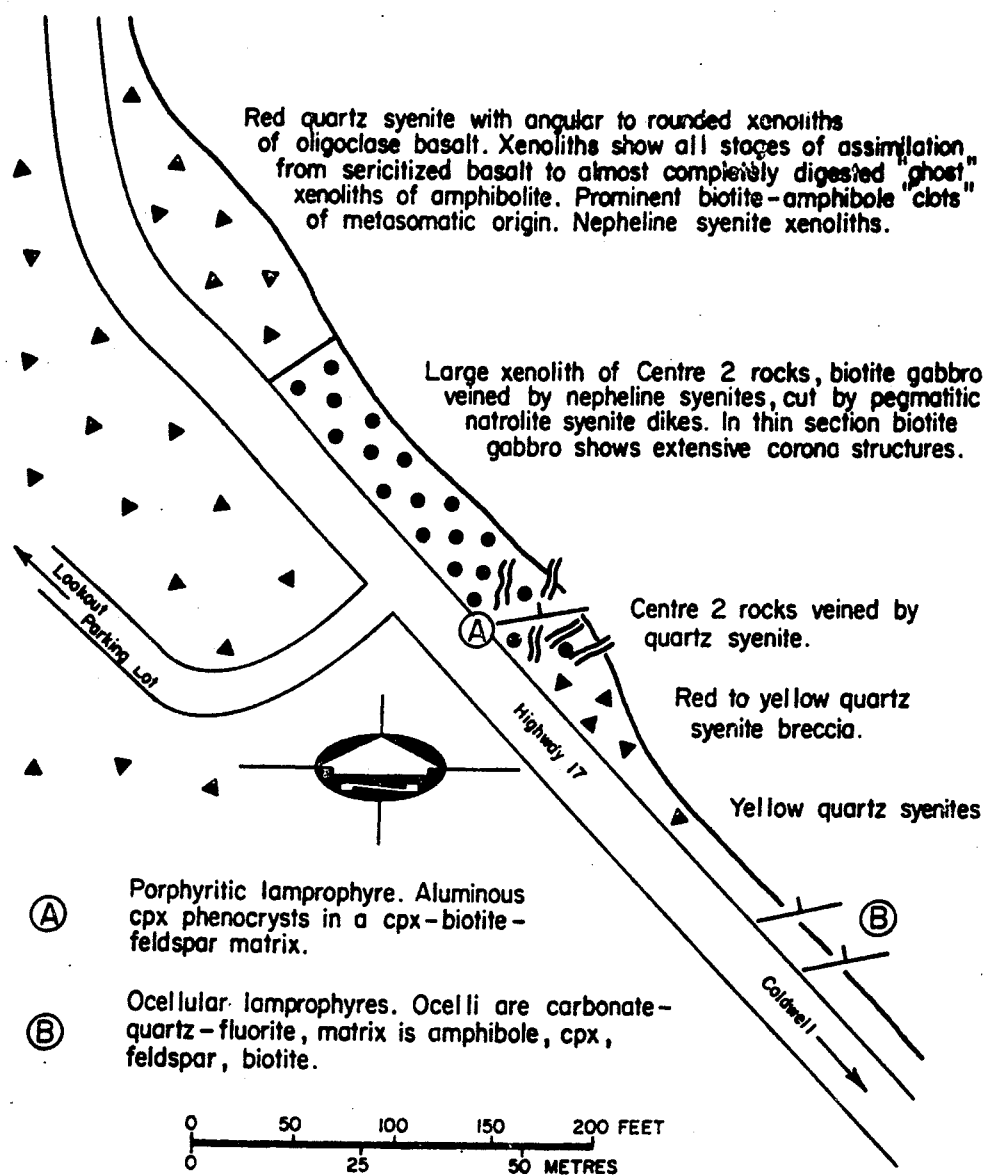 Red quartz syenite with angular to rounded xenoliths
of oligoclase basalt. Xenoliths show all stages of assimilation
from sericitized basalt to almost completely digested "ghost"
xenoliths of amphibolite. Prominent biotite-amphibole "clots"
of metasomatic origin. Nepheline syenite xenoliths.
Large xenolith of Centre 2 rocks, biotite gabbro
veined by nepheline syenites, cut by pegmatitic
natrolite syenite dikes. In thin section biotite
gabbro shows extensive corona structures.
Lookout
Parking Lot
A
Centre 2 rocks veined by
quartz syenite.
Highway 17
Red to yellow quartz
syenite breccia.
Yellow quartz syenites
B
Coldwell
A
Porphyritic lamprophyre. Aluminous
cpx phenocrysts in a cpx-biotite-
feldspar matrix.
B
Ocellular lamprophyres. Ocelli are carbonate-
quartz-fluorite, matrix is amphibole, cpx,
feldspar, biotite.
0 50 100 150 200 FEET
0 25 50 METRES